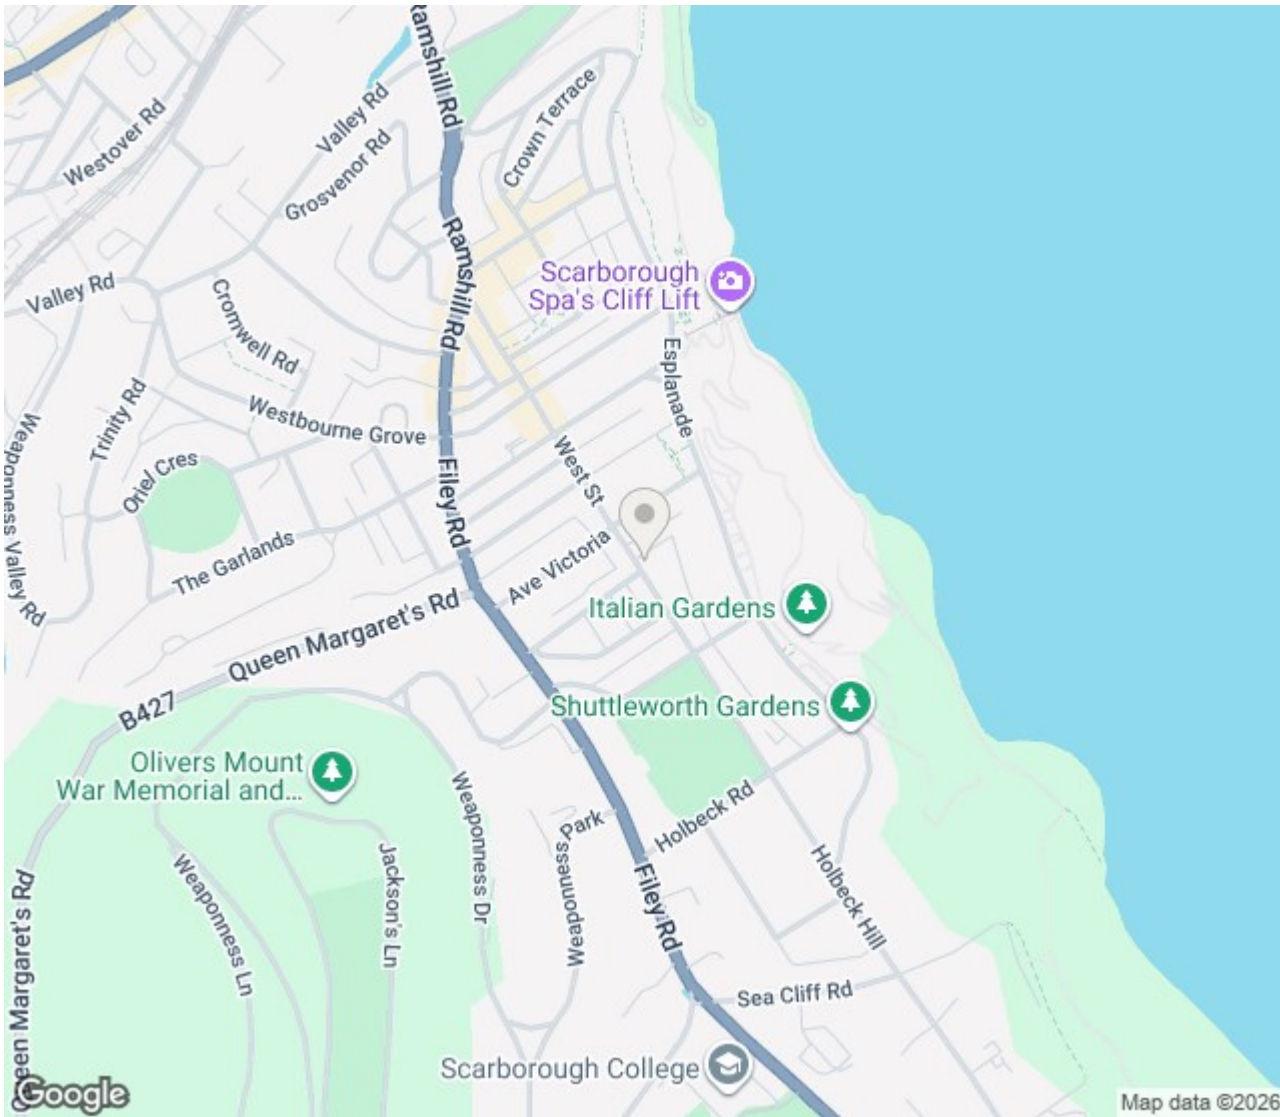 Ramshill Rd
Westover Rd
Valley Rd
Grosvenor Rd
Crown Terrace
Ramshill Rd
Scarborough
Spa's Cliff Lift
Valley Rd
Cromwell Rd
Esplanade
Trinity Rd
Westbourne Grove
Weaponness Valley Rd
Oriel Cres
West St
Filey Rd
The Garlands
Ave Victoria
Queen Margaret's Rd
Italian Gardens
B427
Shuttleworth Gardens
Olivers Mount
War Memorial and...
Weaponness Dr
Park
Weaponness
Holbeck Rd
Jackson's Ln
Weaponness Ln
Holbeck Hill
Filey Rd
Queen Margaret's Rd
Sea Cliff Rd
Scarborough College
Google
Map data ©2026